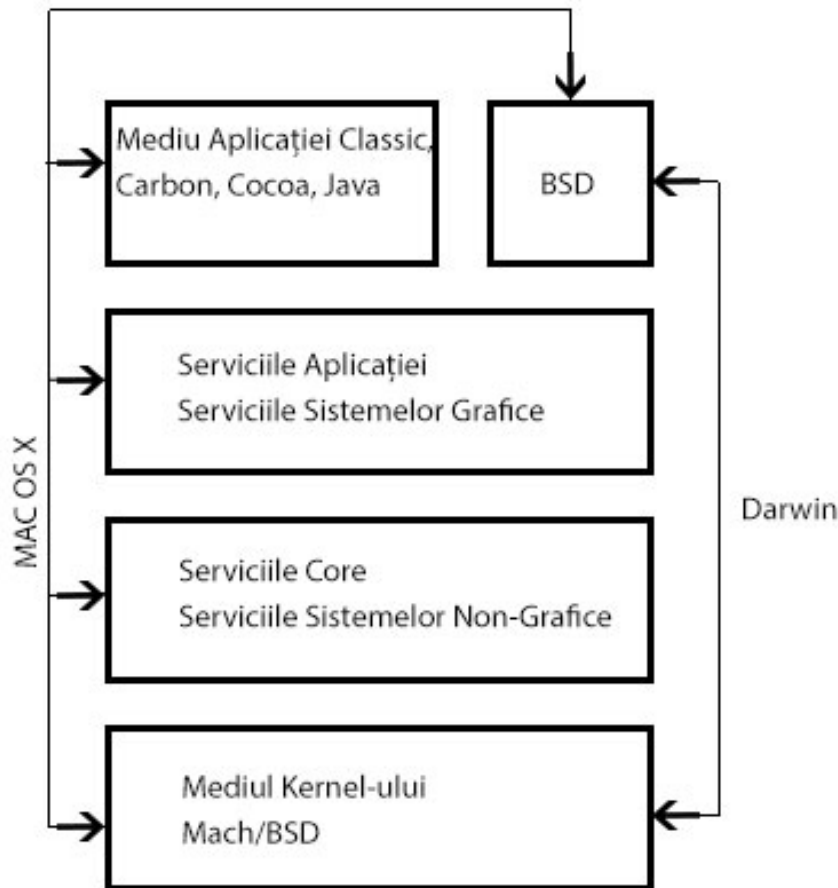 Mediu Aplicației Classic,
Carbon, Cocoa, Java
BSD
Serviciile Aplicației
Serviciile Sistemelor Grafice
MAC OS X
Darwin
Serviciile Core
Serviciile Sistemelor Non-Grafice
Mediul Kernel-ului
Mach/BSD